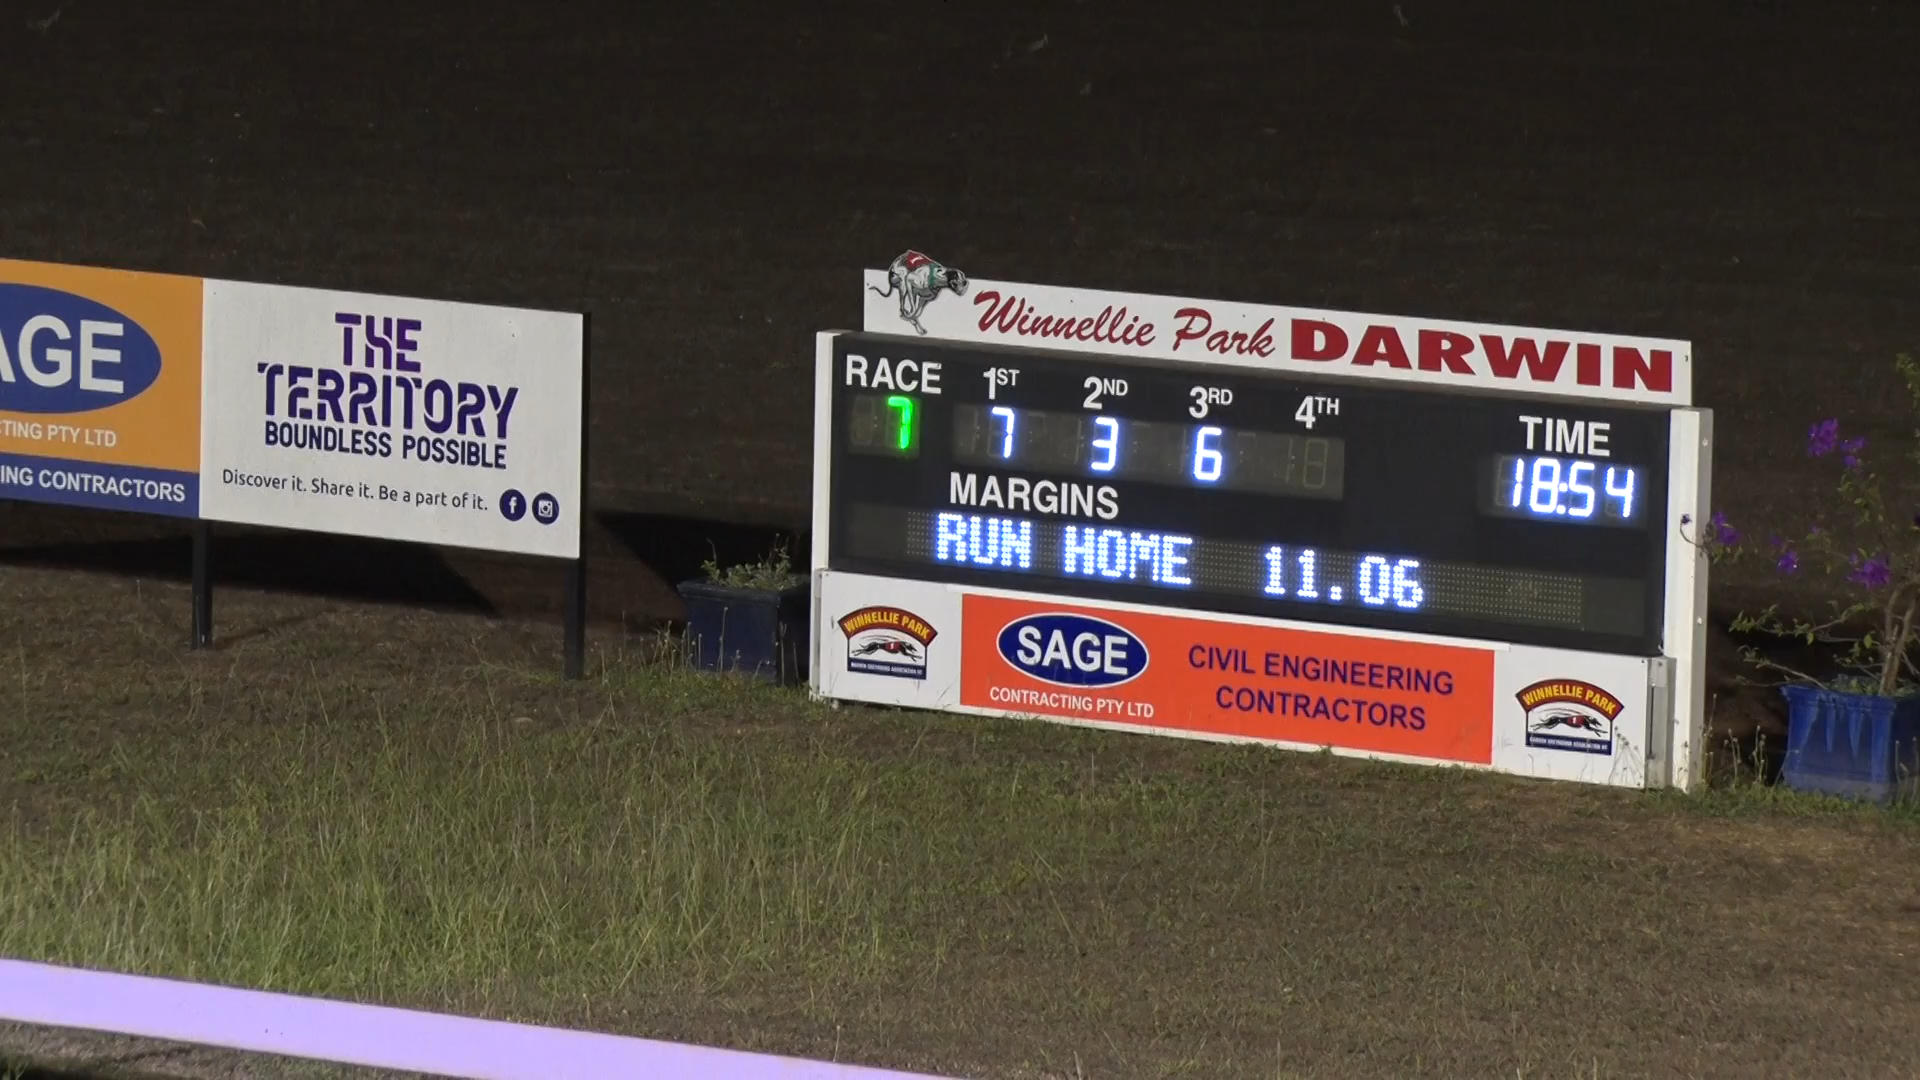 AGE
CTING PTY LTD
ING CONTRACTORS
THE
TERRITORY
BOUNDLESS POSSIBLE
Discover it. Share it. Be a part of it.
Winnellie Park DARWIN
RACE 1ST 2ND 3RD 4TH TIME
7 7 3 6 18:54
MARGINS
RUN HOME 11.06
WINNELLIE PARK
SAGE
CONTRACTING PTY LTD
CIVIL ENGINEERING
CONTRACTORS
WINNELLIE PARK